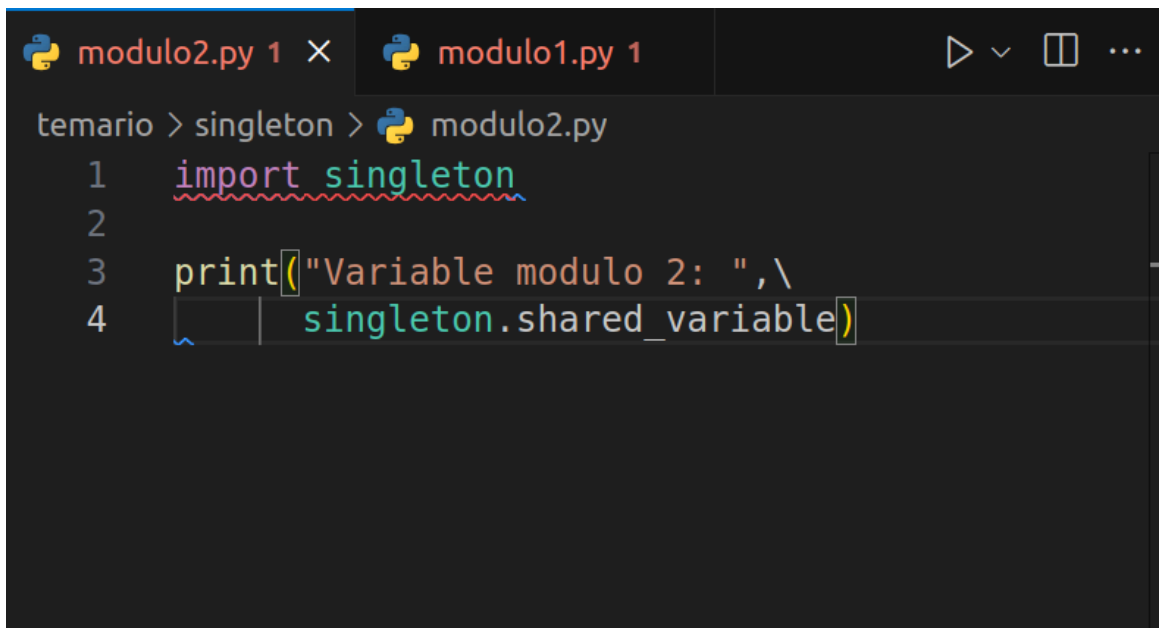 modulo2.py 1 × modulo1.py 1
temario > singleton > modulo2.py
1 import singleton
2
3 print("Variable modulo 2: ",\
4 singleton.shared_variable)